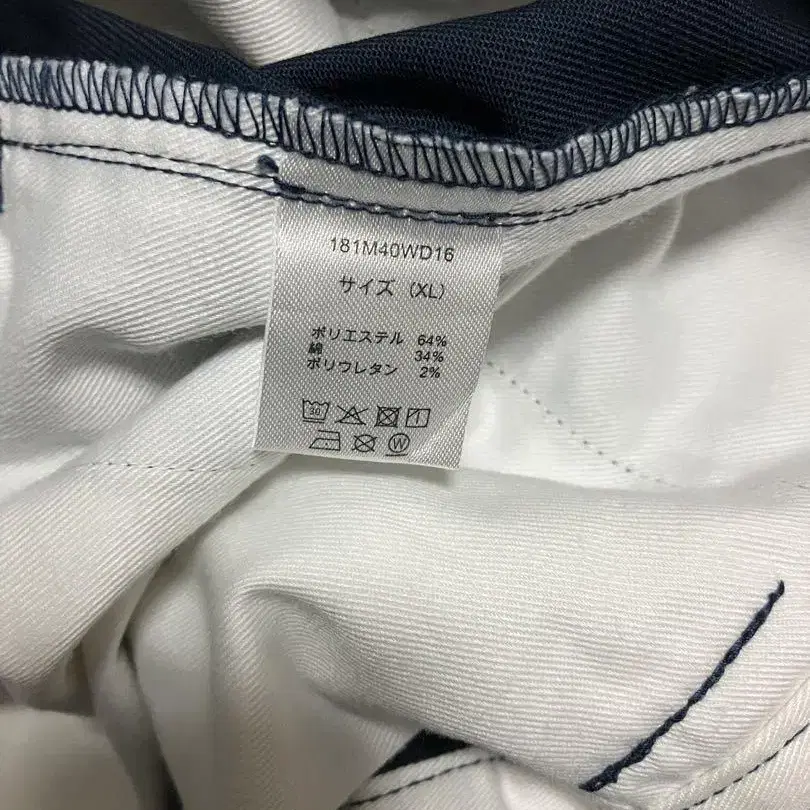 181M40WD16
サイズ (XL)
ポリエステル 64%
綿 34%
ポリウレタン 2%
30
W